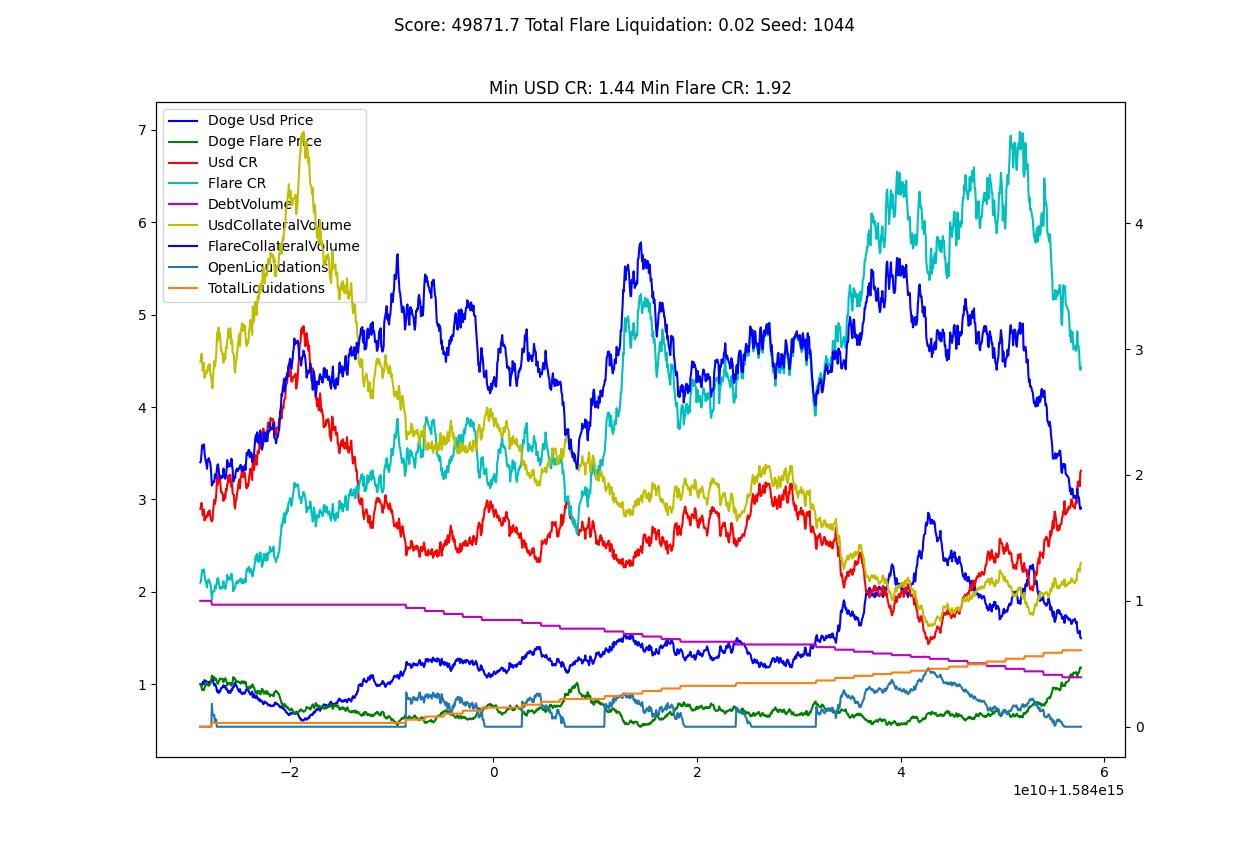 Score: 49871.7 Total Flare Liquidation: 0.02 Seed: 1044
Min USD CR: 1.44 Min Flare CR: 1.92
Doge Usd Price
Doge Flare Price
Usd CR
Flare CR
DebtVolume
UsdCollateralVolume
FlareCollateralVolume
OpenLiquidations
TotalLiquidations
7
6
5
4
3
2
1
4
3
2
1
0
−2
0
2
4
6
1e10+1.584e15